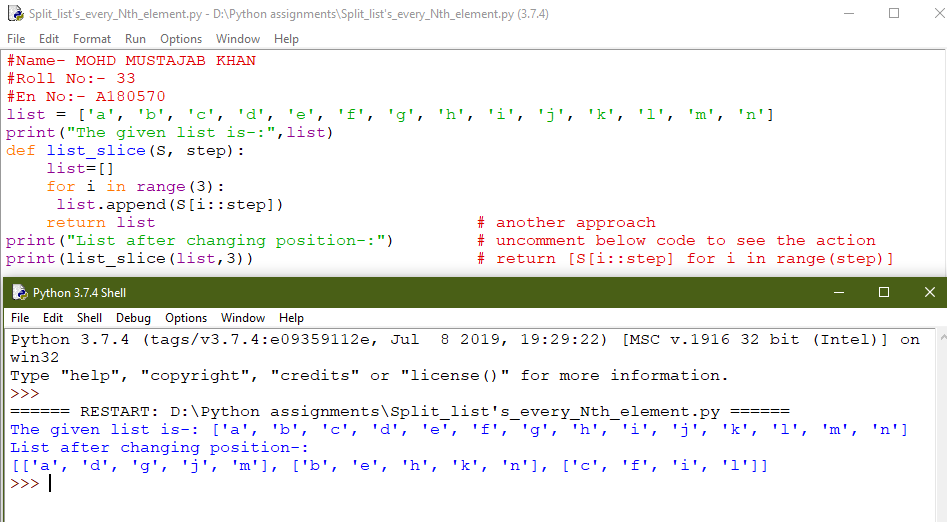 Split_list's_every_Nth_element.py - D:\Python assignments\Split_list's_every_Nth_element.py (3.7.4)
File Edit Format Run Options Window Help
#Name- MOHD MUSTAJAB KHAN
#Roll No:- 33
#En No:- A180570
list = ['a', 'b', 'c', 'd', 'e', 'f', 'g', 'h', 'i', 'j', 'k', 'l', 'm', 'n']
print("The given list is-:",list)
def list_slice(S, step):
    list=[]
    for i in range(3):
     list.append(S[i::step])
    return list                                # another approach
print("List after changing position-:")        # uncomment below code to see the action
print(list_slice(list,3))                      # return [S[i::step] for i in range(step)]
Python 3.7.4 Shell
File Edit Shell Debug Options Window Help
Python 3.7.4 (tags/v3.7.4:e09359112e, Jul  8 2019, 19:29:22) [MSC v.1916 32 bit (Intel)] on
win32
Type "help", "copyright", "credits" or "license()" for more information.
>>>
====== RESTART: D:\Python assignments\Split_list's_every_Nth_element.py ======
The given list is-: ['a', 'b', 'c', 'd', 'e', 'f', 'g', 'h', 'i', 'j', 'k', 'l', 'm', 'n']
List after changing position-:
[['a', 'd', 'g', 'j', 'm'], ['b', 'e', 'h', 'k', 'n'], ['c', 'f', 'i', 'l']]
>>>